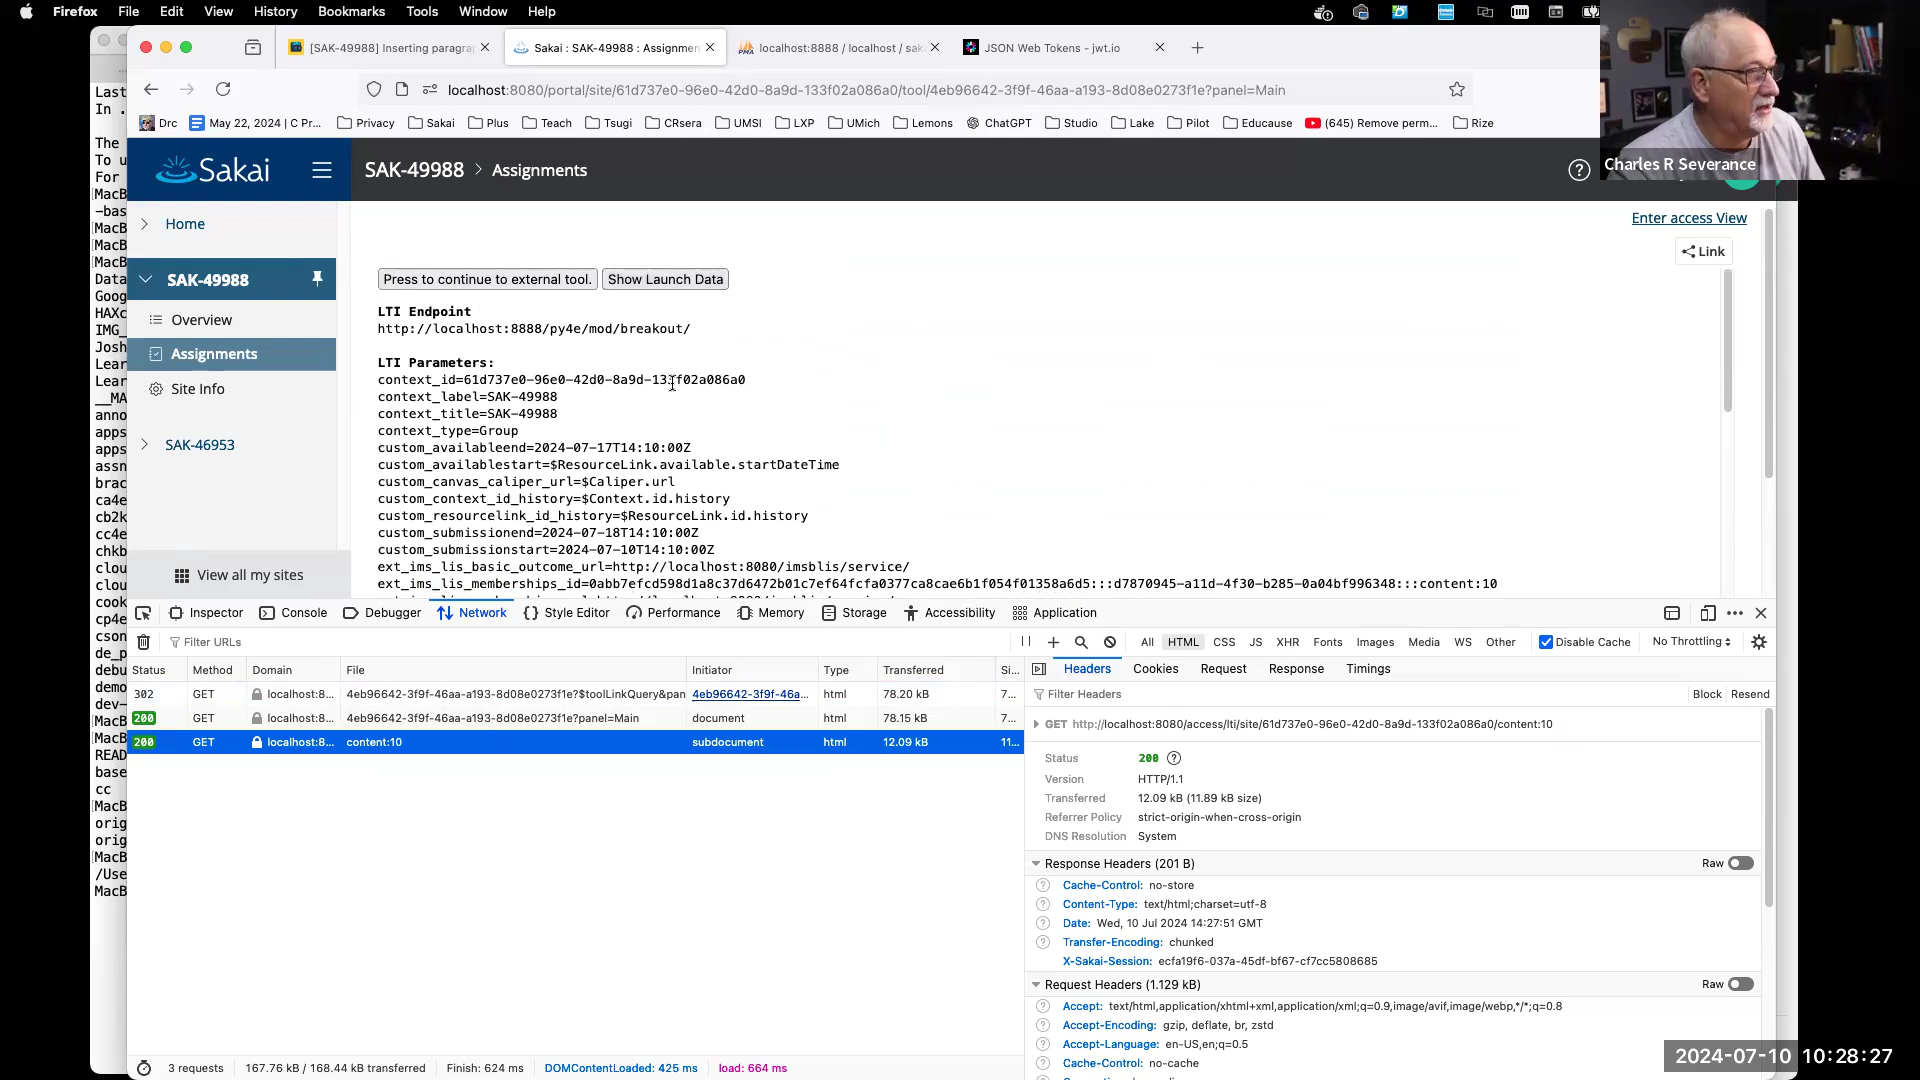 Firefox File Edit View History Bookmarks Tools Window Help
[SAK-49988] Inserting paragra
Sakai : SAK-49988 : Assignmen
localhost:8888 / localhost / sak
JSON Web Tokens - jwt.io
localhost:8080/portal/site/61d737e0-96e0-42d0-8a9d-133f02a086a0/tool/4eb96642-3f9f-46aa-a193-8d08e0273f1e?panel=Main
Drc May 22, 2024 | C Pr... Privacy Sakai Plus Teach Tsugi CRsera UMSI LXP UMich Lemons ChatGPT Studio Lake Pilot Educause (645) Remove perm... Rize
Charles R Severance
Sakai
SAK-49988 > Assignments
Home
SAK-49988
Overview
Assignments
Site Info
SAK-46953
View all my sites
Enter access View
Link
Press to continue to external tool. Show Launch Data
LTI Endpoint
http://localhost:8888/py4e/mod/breakout/
LTI Parameters:
context_id=61d737e0-96e0-42d0-8a9d-133f02a086a0
context_label=SAK-49988
context_title=SAK-49988
context_type=Group
custom_availableend=2024-07-17T14:10:00Z
custom_availablestart=$ResourceLink.available.startDateTime
custom_canvas_caliper_url=$Caliper.url
custom_context_id_history=$Context.id.history
custom_resourcelink_id_history=$ResourceLink.id.history
custom_submissionend=2024-07-18T14:10:00Z
custom_submissionstart=2024-07-10T14:10:00Z
ext_ims_lis_basic_outcome_url=http://localhost:8080/imsblis/service/
ext_ims_lis_memberships_id=0abb7efcd598d1a8c37d6472b01c7ef64fcfa0377ca8cae6b1f054f01358a6d5:::d7870945-a11d-4f30-b285-0a04bf996348:::content:10
Inspector Console Debugger Network Style Editor Performance Memory Storage Accessibility Application
Filter URLs
All HTML CSS JS XHR Fonts Images Media WS Other Disable Cache No Throttling
Status Method Domain File Initiator Type Transferred Si...
302 GET localhost:8... 4eb96642-3f9f-46aa-a193-8d08e0273f1e?$toolLinkQuery&pan 4eb96642-3f9f-46a... html 78.20 kB 7...
200 GET localhost:8... 4eb96642-3f9f-46aa-a193-8d08e0273f1e?panel=Main document html 78.15 kB 7...
200 GET localhost:8... content:10 subdocument html 12.09 kB 11...
Headers Cookies Request Response Timings
Filter Headers Block Resend
GET http://localhost:8080/access/lti/site/61d737e0-96e0-42d0-8a9d-133f02a086a0/content:10
Status 200
Version HTTP/1.1
Transferred 12.09 kB (11.89 kB size)
Referrer Policy strict-origin-when-cross-origin
DNS Resolution System
Response Headers (201 B) Raw
Cache-Control: no-store
Content-Type: text/html;charset=utf-8
Date: Wed, 10 Jul 2024 14:27:51 GMT
Transfer-Encoding: chunked
X-Sakai-Session: ecfa19f6-037a-45df-bf67-cf7cc5808685
Request Headers (1.129 kB) Raw
Accept: text/html,application/xhtml+xml,application/xml;q=0.9,image/avif,image/webp,*/*;q=0.8
Accept-Encoding: gzip, deflate, br, zstd
Accept-Language: en-US,en;q=0.5
Cache-Control: no-cache
3 requests 167.76 kB / 168.44 kB transferred Finish: 624 ms DOMContentLoaded: 425 ms load: 664 ms
2024-07-10 10:28:27